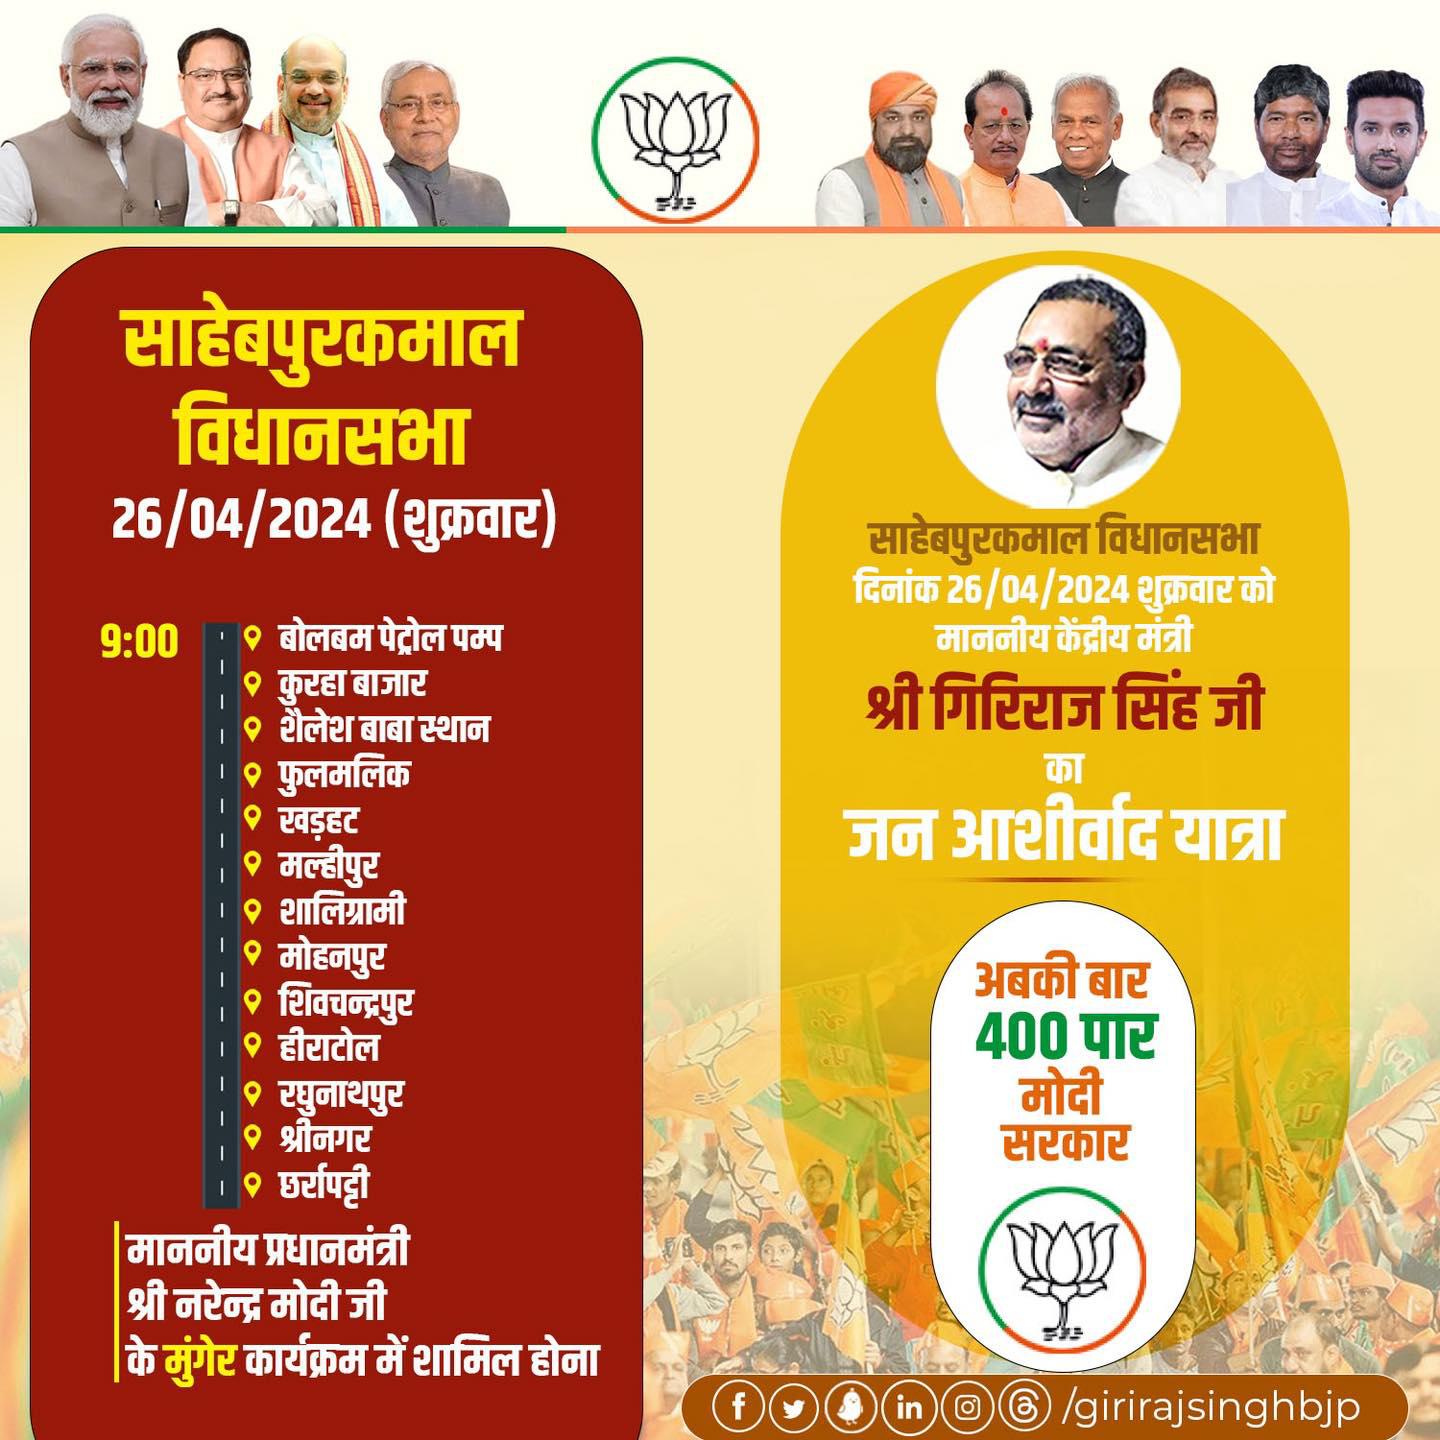 साहेबपुरकमाल
विधानसभा
26/04/2024 (शुक्रवार)
9:00
बोलबम पेट्रोल पम्प
कुरहा बाजार
शैलेश बाबा स्थान
फुलमलिक
खड़हट
मल्हीपुर
शालिग्रामी
मोहनपुर
शिवचन्द्रपुर
हीराटोल
रघुनाथपुर
श्रीनगर
छर्रापट्टी
माननीय प्रधानमंत्री
श्री नरेन्द्र मोदी जी
के मुंगेर कार्यक्रम में शामिल होना
साहेबपुरकमाल विधानसभा
दिनांक 26/04/2024 शुक्रवार को
माननीय केंद्रीय मंत्री
श्री गिरिराज सिंह जी
का
जन आशीर्वाद यात्रा
अबकी बार
400 पार
मोदी
सरकार
/girirajsinghbjp